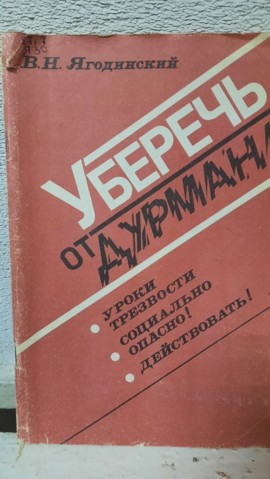 В.Н. Ягодинский
УБЕРЕЧЬ
ОТ ДУРМАНА
УРОКИ
ТРЕЗВОСТИ
СОЦИАЛЬНО
ОПАСНО!
ДЕЙСТВОВАТЬ!